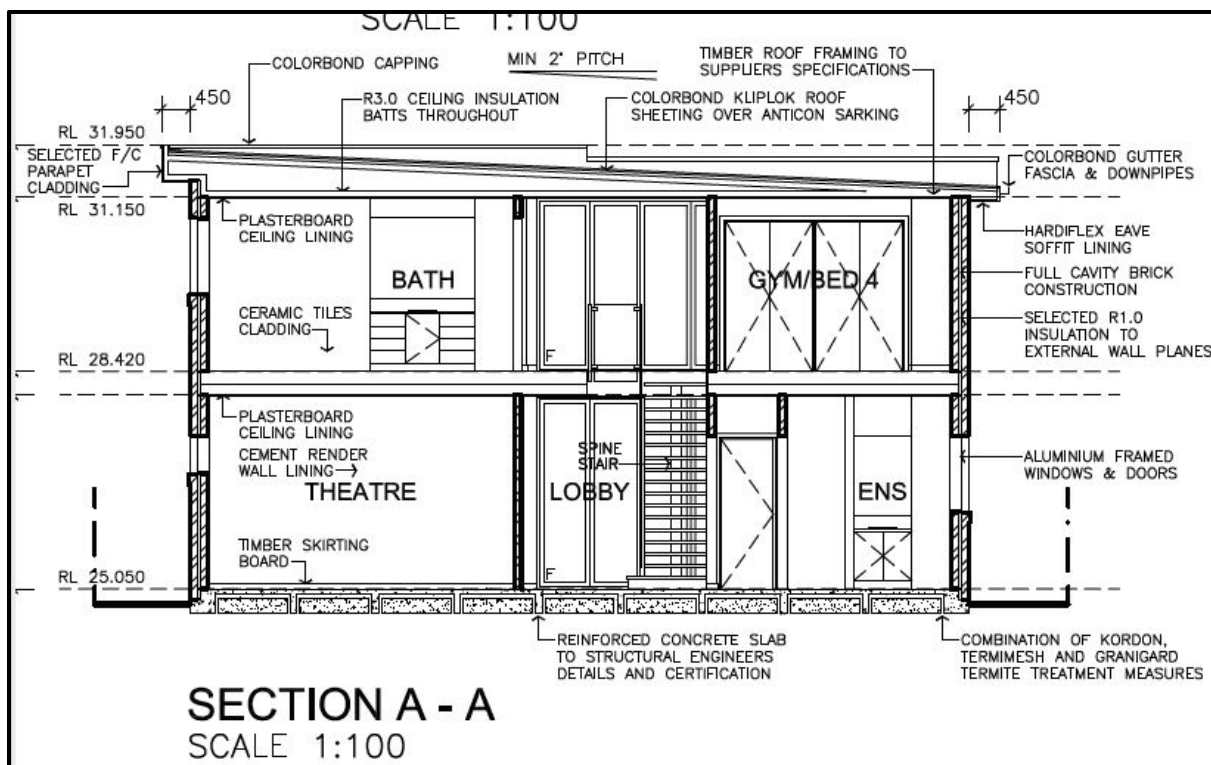 SCALE 1:100
COLORBOND CAPPING
MIN 2° PITCH
TIMBER ROOF FRAMING TO
SUPPLIERS SPECIFICATIONS
450
R3.0 CEILING INSULATION
BATTS THROUGHOUT
COLORBOND KLIPLOK ROOF
SHEETING OVER ANTICON SARKING
450
RL 31.950
SELECTED F/C
PARAPET
CLADDING
COLORBOND GUTTER
FASCIA & DOWNPIPES
RL 31.150
PLASTERBOARD
CEILING LINING
HARDIFLEX EAVE
SOFFIT LINING
BATH
GYM/BED 4
FULL CAVITY BRICK
CONSTRUCTION
CERAMIC TILES
CLADDING
SELECTED R1.0
INSULATION TO
EXTERNAL WALL PLANES
F
RL 28.420
PLASTERBOARD
CEILING LINING
CEMENT RENDER
WALL LINING
SPINE
STAIR
ALUMINIUM FRAMED
WINDOWS & DOORS
THEATRE
LOBBY
ENS
TIMBER SKIRTING
BOARD
F
RL 25.050
REINFORCED CONCRETE SLAB
TO STRUCTURAL ENGINEERS
DETAILS AND CERTIFICATION
COMBINATION OF KORDON,
TERMIMESH AND GRANIGARD
TERMITE TREATMENT MEASURES
SECTION A - A
SCALE 1:100